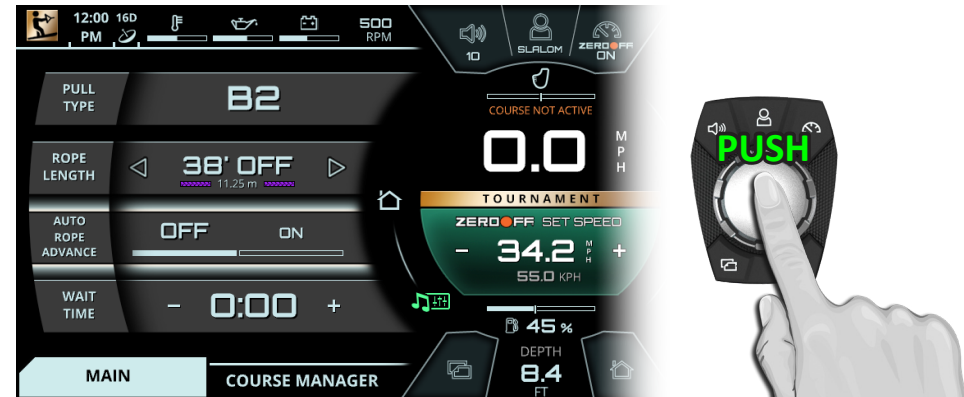 12:00 16D
PM
500
RPM
10
SLALOM
ZEROOFF
ON
PULL
TYPE
B2
COURSE NOT ACTIVE
0.0 MPH
ROPE
LENGTH
38' OFF
11.25 m
TOURNAMENT
ZEROOFF SET SPEED
- 34.2 MPH +
55.0 KPH
AUTO
ROPE
ADVANCE
OFF ON
WAIT
TIME
- 0:00 +
45 %
DEPTH
8.4
FT
MAIN
COURSE MANAGER
PUSH